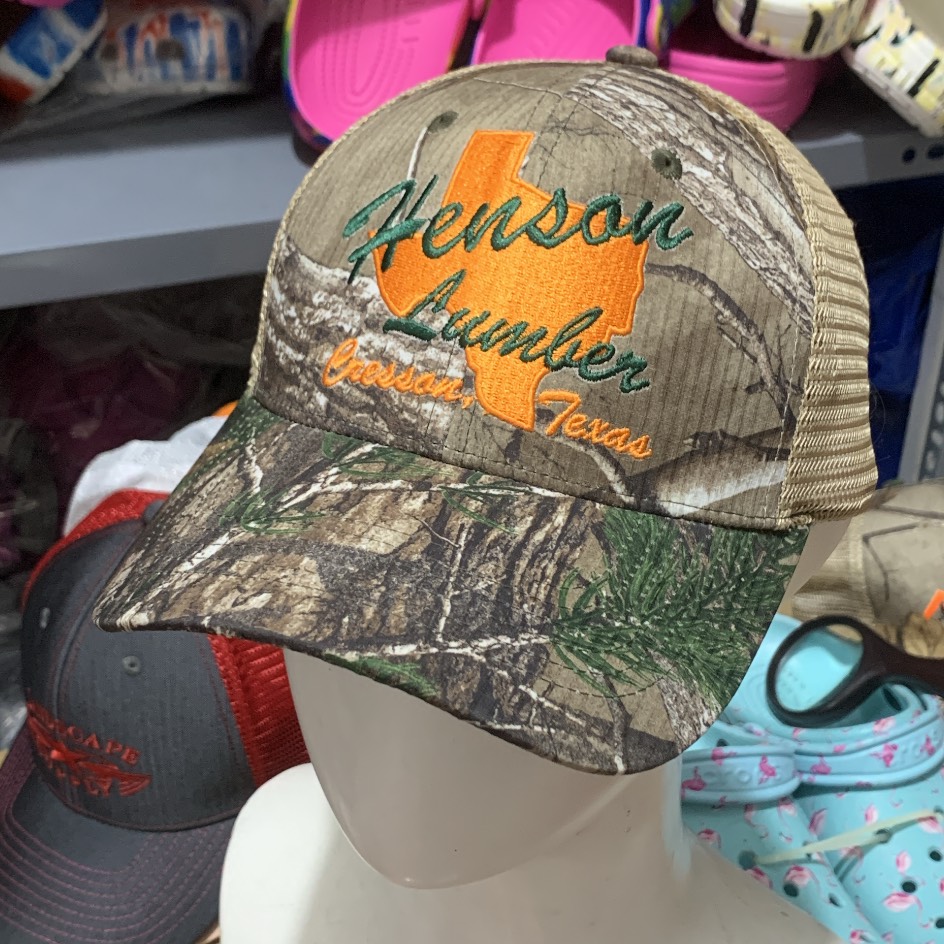 Henson
Lumber
Cresson, Texas